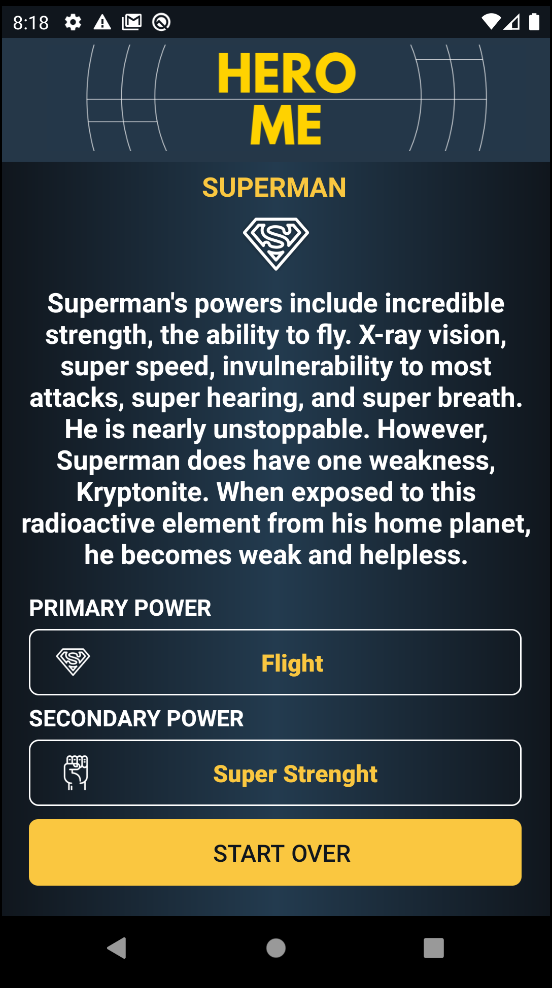 8:18
HERO
ME
SUPERMAN
Superman's powers include incredible
strength, the ability to fly. X-ray vision,
super speed, invulnerability to most
attacks, super hearing, and super breath.
He is nearly unstoppable. However,
Superman does have one weakness,
Kryptonite. When exposed to this
radioactive element from his home planet,
he becomes weak and helpless.
PRIMARY POWER
Flight
SECONDARY POWER
Super Strenght
START OVER